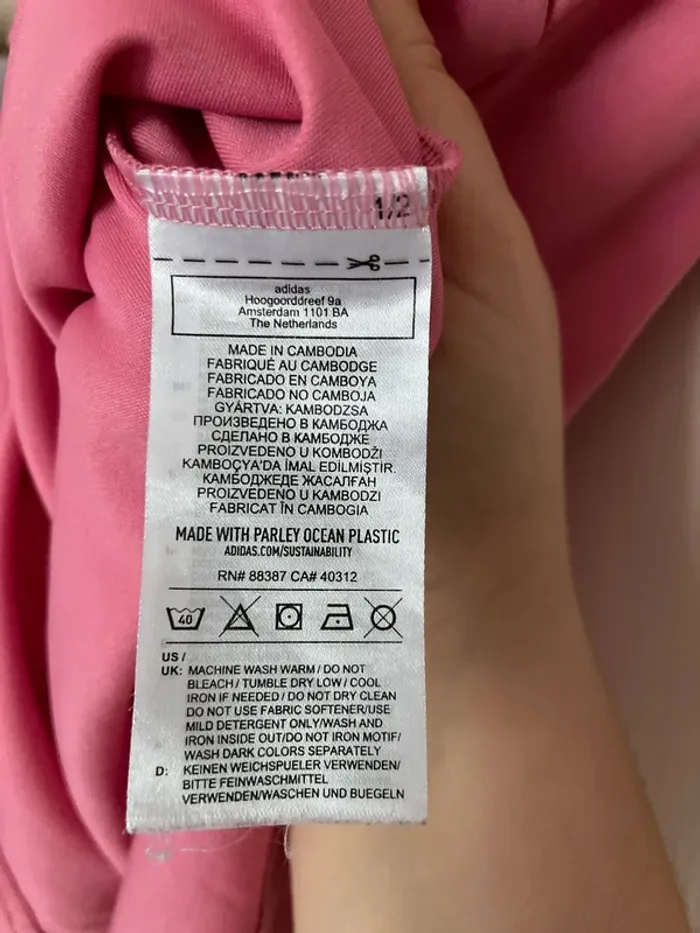 1/2
adidas
Hoogoorddreef 9a
Amsterdam 1101 BA
The Netherlands
MADE IN CAMBODIA
FABRIQUÉ AU CAMBODGE
FABRICADO EN CAMBOYA
FABRICADO NO CAMBOJA
GYÁRTVA: KAMBODZSA
ПРОИЗВЕДЕНО В КАМБОДЖА
СДЕЛАНО В КАМБОДЖЕ
PROIZVEDENO U KOMBODŽI
KAMBOÇYA'DA İMAL EDİLMİŞTİR.
КАМБОДЖЕДЕ ЖАСАЛҒАН
PROIZVEDENO U KAMBODZI
FABRICAT ÎN CAMBOGIA
MADE WITH PARLEY OCEAN PLASTIC
ADIDAS.COM/SUSTAINABILITY
RN# 88387 CA# 40312
40
US /
UK: MACHINE WASH WARM / DO NOT
BLEACH / TUMBLE DRY LOW / COOL
IRON IF NEEDED / DO NOT DRY CLEAN
DO NOT USE FABRIC SOFTENER/USE
MILD DETERGENT ONLY/WASH AND
IRON INSIDE OUT/DO NOT IRON MOTIF/
WASH DARK COLORS SEPARATELY
D: KEINEN WEICHSPUELER VERWENDEN/
BITTE FEINWASCHMITTEL
VERWENDEN/WASCHEN UND BUEGELN